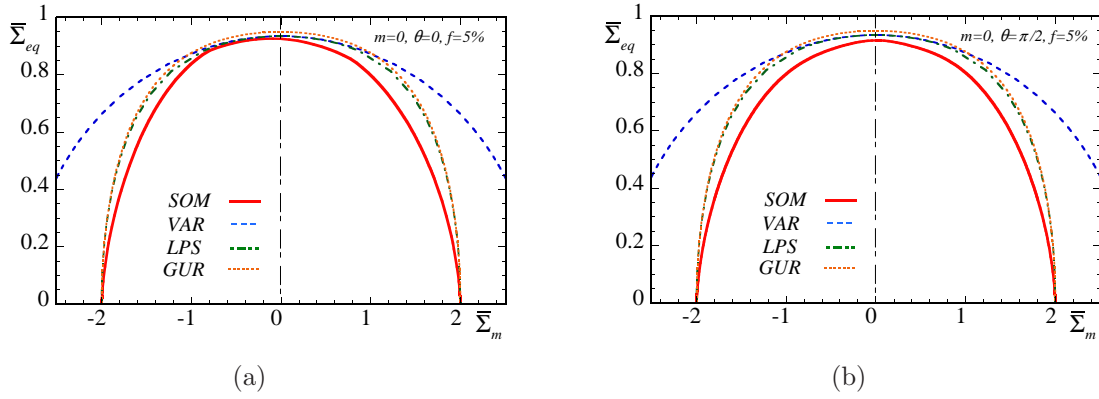 Σ̅eq
1
0.8
0.6
0.4
0.2
0
m=0, θ=0, f=5%
SOM
VAR
LPS
GUR
-2 -1 0 1 2 Σ̅m
(a)
Σ̅eq
1
0.8
0.6
0.4
0.2
0
m=0, θ=π/2, f=5%
SOM
VAR
LPS
GUR
-2 -1 0 1 2 Σ̅m
(b)